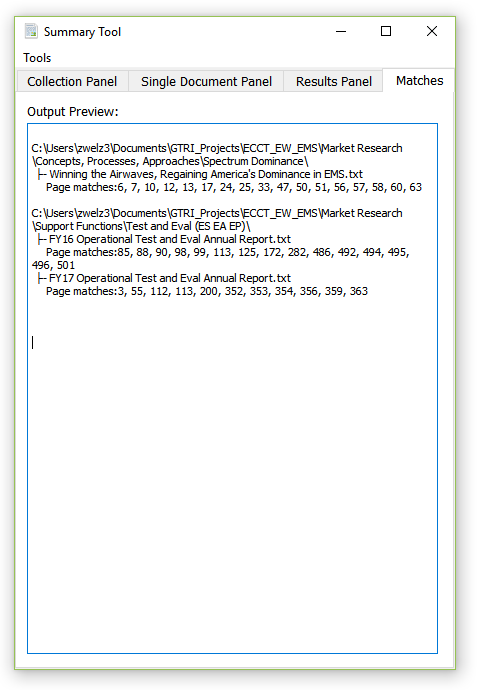 Summary Tool
Tools
Collection Panel
Single Document Panel
Results Panel
Matches
Output Preview:
C:\Users\zwelz3\Documents\GTRI_Projects\ECCT_EW_EMS\Market Research
\Concepts, Processes, Approaches\Spectrum Dominance\
|-- Winning the Airwaves, Regaining America's Dominance in EMS.txt
Page matches:6, 7, 10, 12, 13, 17, 24, 25, 33, 47, 50, 51, 56, 57, 58, 60, 63
C:\Users\zwelz3\Documents\GTRI_Projects\ECCT_EW_EMS\Market Research
\Support Functions\Test and Eval (ES EA EP)\
|-- FY16 Operational Test and Eval Annual Report.txt
Page matches:85, 88, 90, 98, 99, 113, 125, 172, 282, 486, 492, 494, 495,
496, 501
|-- FY17 Operational Test and Eval Annual Report.txt
Page matches:3, 55, 112, 113, 200, 352, 353, 354, 356, 359, 363